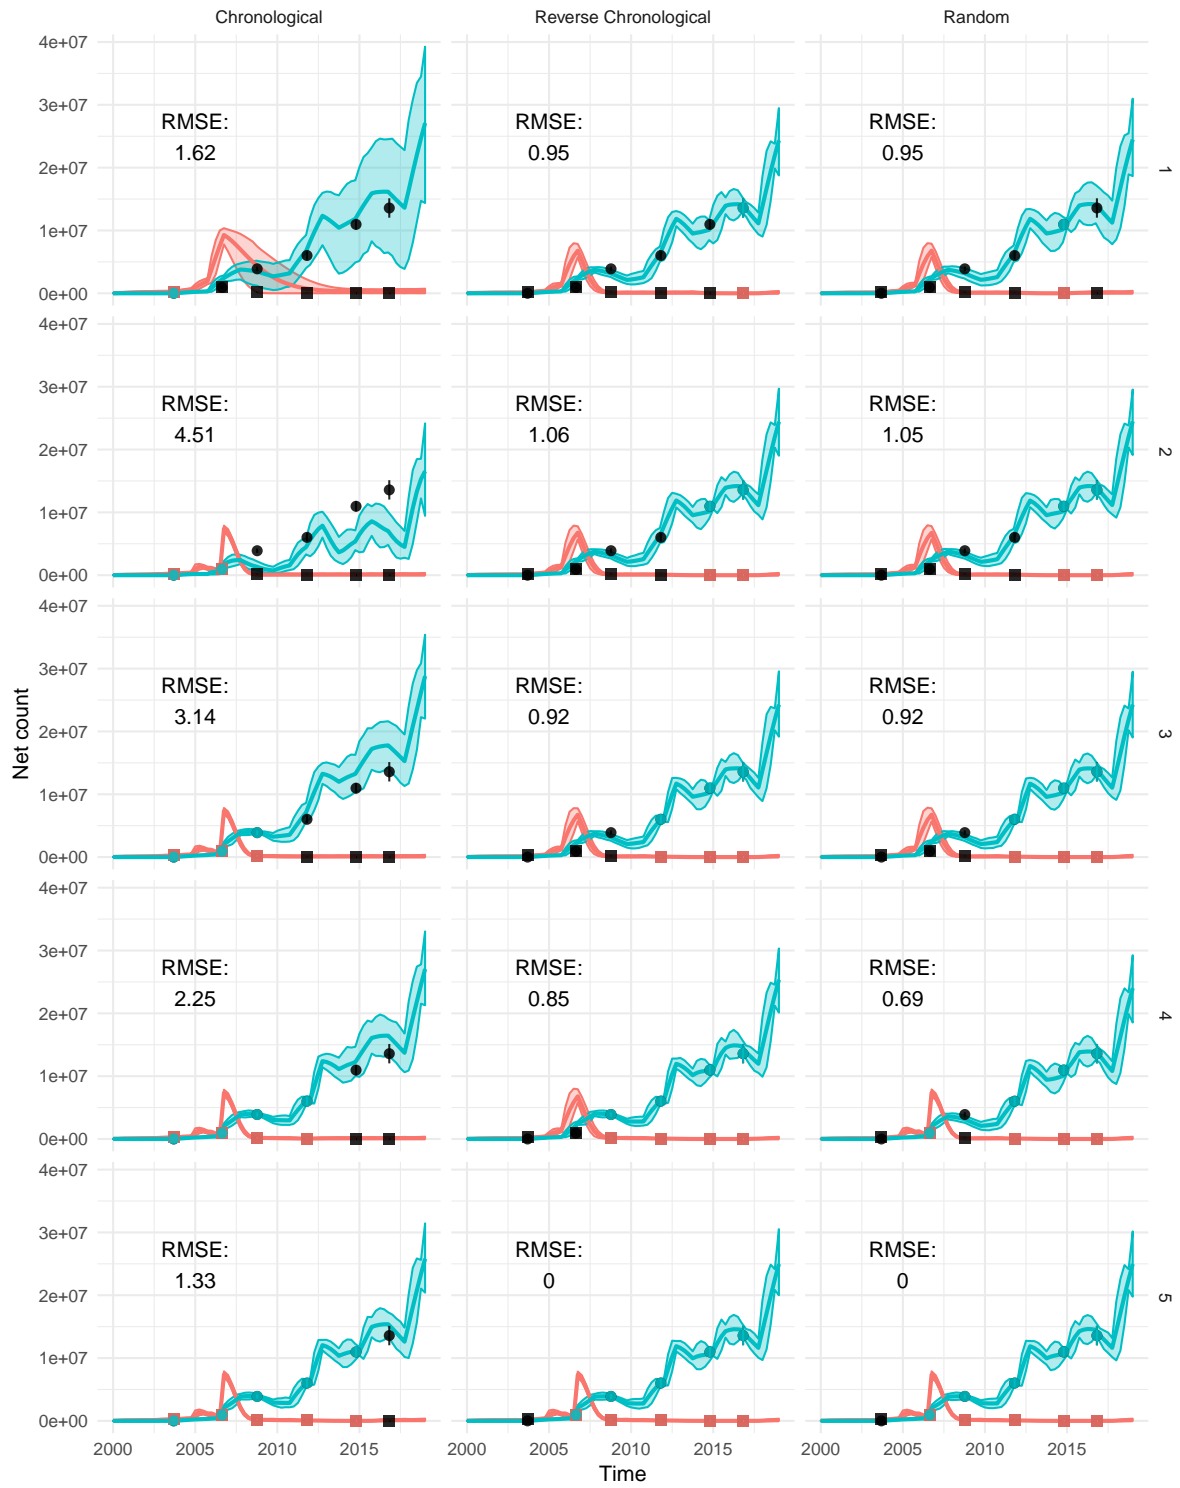 Chronological
Reverse Chronological
Random
4e+07
3e+07
2e+07
1e+07
0e+00
RMSE:
1.62
RMSE:
0.95
RMSE:
0.95
1
4e+07
3e+07
2e+07
1e+07
0e+00
RMSE:
4.51
RMSE:
1.06
RMSE:
1.05
2
Net count
4e+07
3e+07
2e+07
1e+07
0e+00
RMSE:
3.14
RMSE:
0.92
RMSE:
0.92
3
4e+07
3e+07
2e+07
1e+07
0e+00
RMSE:
2.25
RMSE:
0.85
RMSE:
0.69
4
4e+07
3e+07
2e+07
1e+07
0e+00
RMSE:
1.33
RMSE:
0
RMSE:
0
5
2000 2005 2010 2015 2000 2005 2010 2015 2000 2005 2010 2015
Time